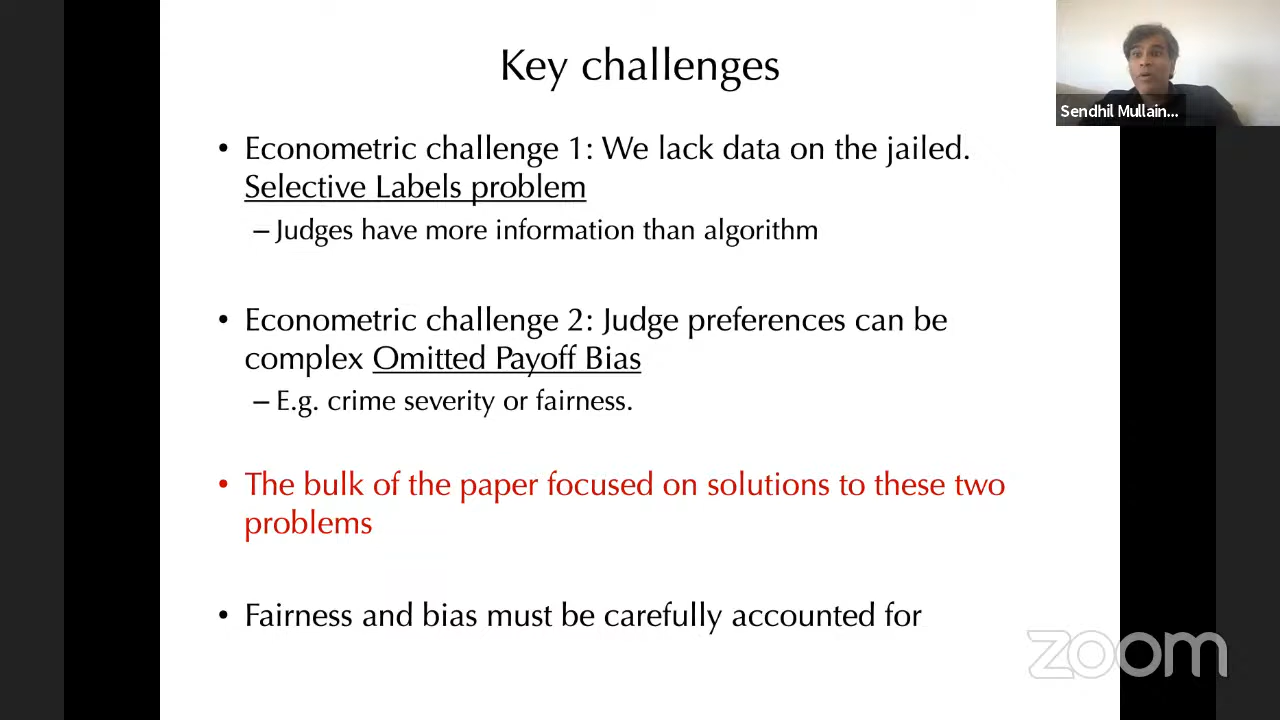 Key challenges
Sendhil Mullain...
• Econometric challenge 1: We lack data on the jailed.
Selective Labels problem
– Judges have more information than algorithm
• Econometric challenge 2: Judge preferences can be
complex Omitted Payoff Bias
– E.g. crime severity or fairness.
• The bulk of the paper focused on solutions to these two
problems
• Fairness and bias must be carefully accounted for
zoom